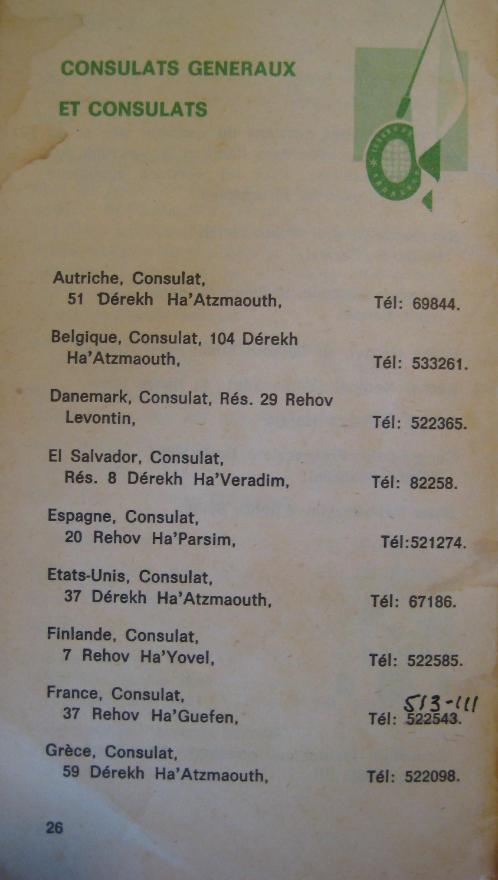 CONSULATS GENERAUX
ET CONSULATS
Autriche, Consulat,
51 Dérekh Ha'Atzmaouth, Tél: 69844.
Belgique, Consulat, 104 Dérekh
Ha'Atzmaouth, Tél: 533261.
Danemark, Consulat, Rés. 29 Rehov
Levontin, Tél: 522365.
El Salvador, Consulat,
Rés. 8 Dérekh Ha'Veradim, Tél: 82258.
Espagne, Consulat,
20 Rehov Ha'Parsim, Tél:521274.
Etats-Unis, Consulat,
37 Dérekh Ha'Atzmaouth, Tél: 67186.
Finlande, Consulat,
7 Rehov Ha'Yovel, Tél: 522585.
France, Consulat, 513-111
37 Rehov Ha'Guefen, Tél: 522543.
Grèce, Consulat,
59 Dérekh Ha'Atzmaouth, Tél: 522098.
26